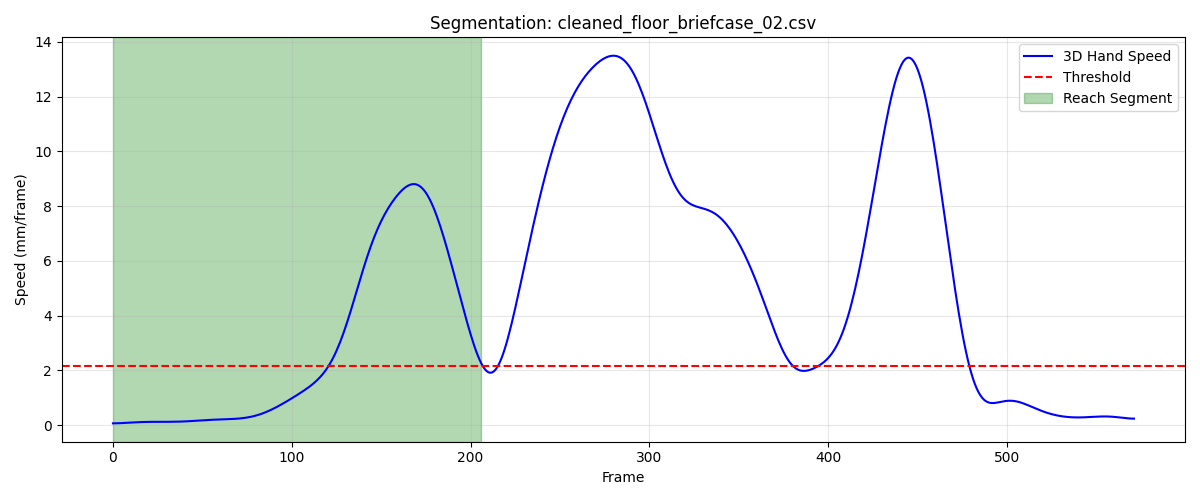 Segmentation: cleaned_floor_briefcase_02.csv
14
12
10
8
6
4
2
0
Speed (mm/frame)
3D Hand Speed
Threshold
Reach Segment
0 100 200 300 400 500
Frame